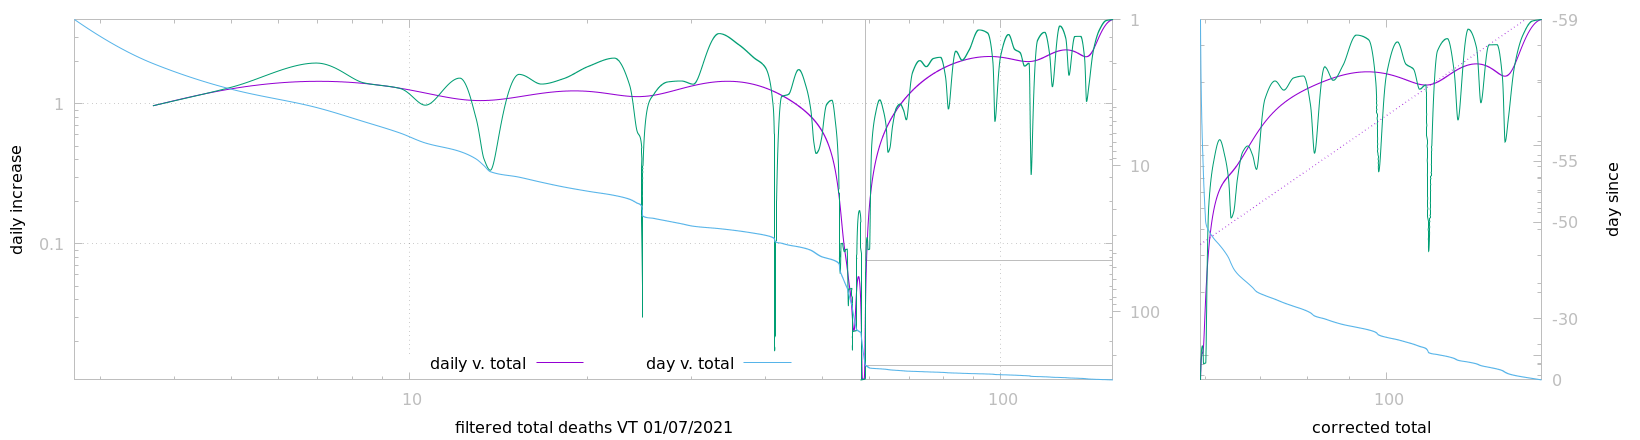 daily increase
1
0.1
1
10
100
daily v. total
day v. total
10
100
filtered total deaths VT 01/07/2021
-59
-55
-50
-30
0
day since
100
corrected total